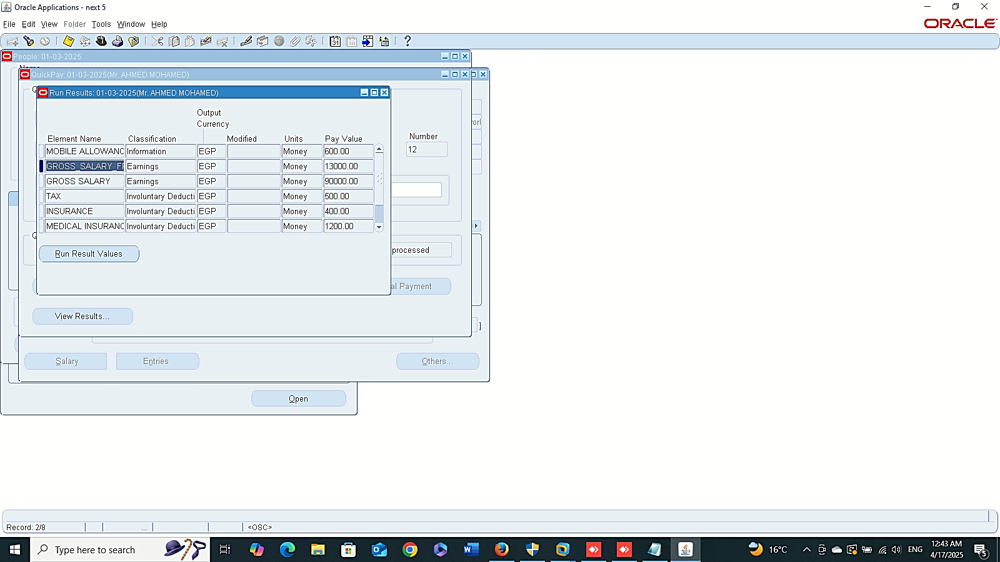 Oracle Applications - next 5
File Edit View Folder Tools Window Help
ORACLE
People: 01-03-2025
QuickPay: 01-03-2025(Mr. AHMED MOHAMED)
Run Results: 01-03-2025(Mr. AHMED MOHAMED)
Output
Currency
Element Name Classification Modified Units Pay Value
MOBILE ALLOWANC Information EGP Money 600.00
GROSS_SALARY_F Earnings EGP Money 13000.00
GROSS SALARY Earnings EGP Money 90000.00
TAX Involuntary Deducti EGP Money 500.00
INSURANCE Involuntary Deducti EGP Money 400.00
MEDICAL INSURANC Involuntary Deducti EGP Money 1200.00
Run Result Values
Number
12
processed
al Payment
View Results...
]
Salary Entries Others...
Open
Record: 2/8 ... <OSC>
Type here to search
31
16°C
ENG
12:43 AM
4/17/2025
5